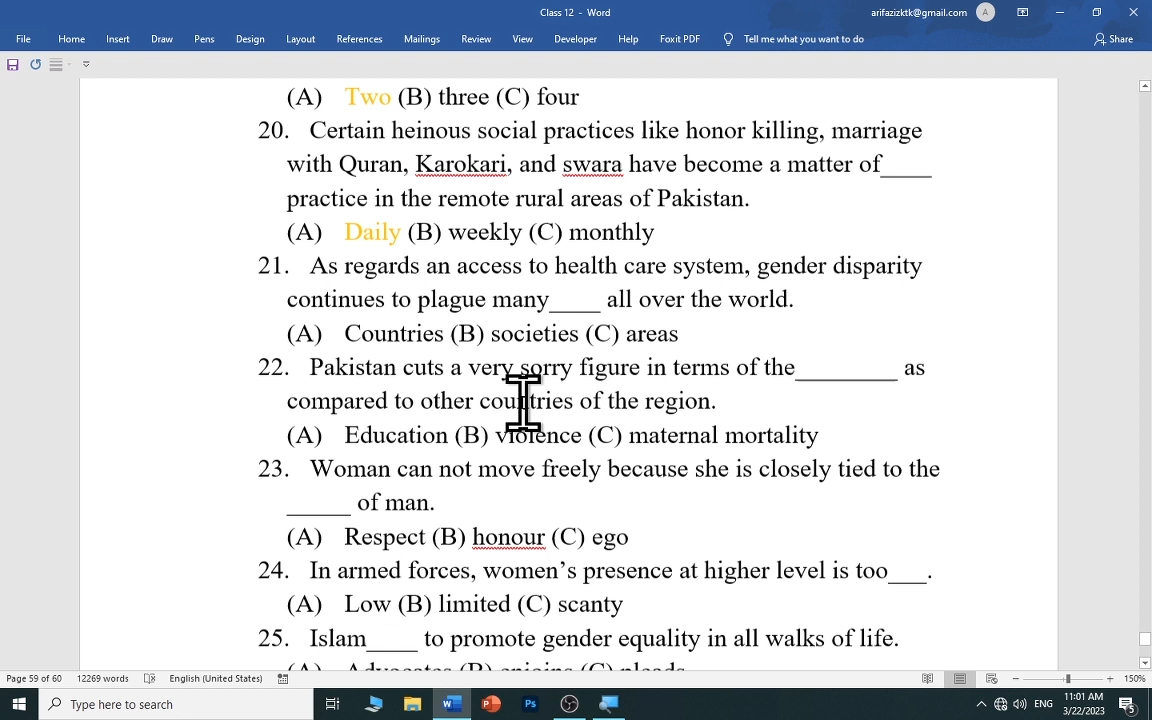 Class 12 - Word
arifazizktk@gmail.com
A
File Home Insert Draw Pens Design Layout References Mailings Review View Developer Help Foxit PDF Tell me what you want to do Share
(A) Two (B) three (C) four
20. Certain heinous social practices like honor killing, marriage
with Quran, Karokari, and swara have become a matter of____
practice in the remote rural areas of Pakistan.
(A) Daily (B) weekly (C) monthly
21. As regards an access to health care system, gender disparity
continues to plague many____ all over the world.
(A) Countries (B) societies (C) areas
22. Pakistan cuts a very sorry figure in terms of the________ as
compared to other countries of the region.
(A) Education (B) violence (C) maternal mortality
23. Woman can not move freely because she is closely tied to the
_____ of man.
(A) Respect (B) honour (C) ego
24. In armed forces, women's presence at higher level is too___.
(A) Low (B) limited (C) scanty
25. Islam____ to promote gender equality in all walks of life.
(A) Advocates (B) enjoins (C) pleads
Page 59 of 60 12269 words English (United States) 150%
Type here to search
W P Ps
ENG
11:01 AM
3/22/2023
5